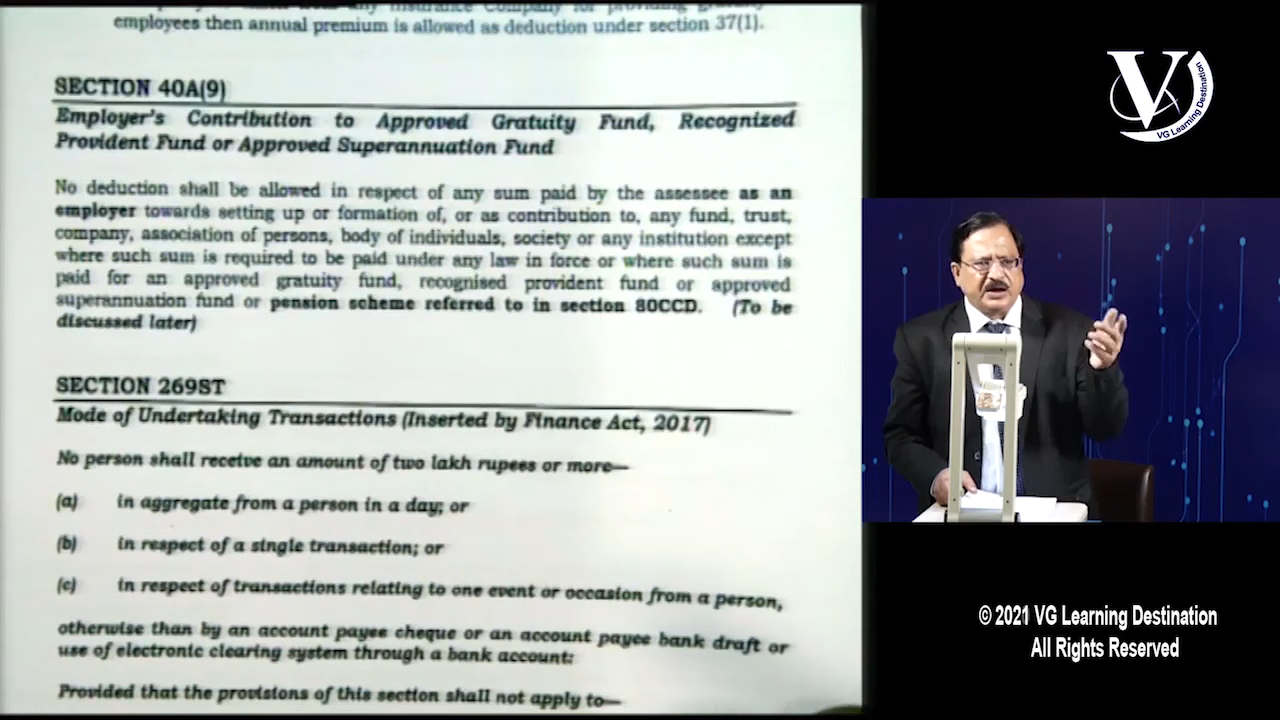 any Insurance Company for providing
employees then annual premium is allowed as deduction under section 37(1).
SECTION 40A(9)
Employer's Contribution to Approved Gratuity Fund, Recognized
Provident Fund or Approved Superannuation Fund
No deduction shall be allowed in respect of any sum paid by the assessee as an
employer towards setting up or formation of, or as contribution to, any fund, trust,
company, association of persons, body of individuals, society or any institution except
where such sum is required to be paid under any law in force or where such sum is
paid for an approved gratuity fund, recognised provident fund or approved
superannuation fund or pension scheme referred to in section 80CCD. (To be
discussed later)
SECTION 269ST
Mode of Undertaking Transactions (Inserted by Finance Act, 2017)
No person shall receive an amount of two lakh rupees or more—
(a) in aggregate from a person in a day; or
(b) in respect of a single transaction; or
(c) in respect of transactions relating to one event or occasion from a person,
otherwise than by an account payee cheque or an account payee bank draft or
use of electronic clearing system through a bank account:
Provided that the provisions of this section shall not apply to—
V
VG Learning Destination
© 2021 VG Learning Destination
All Rights Reserved